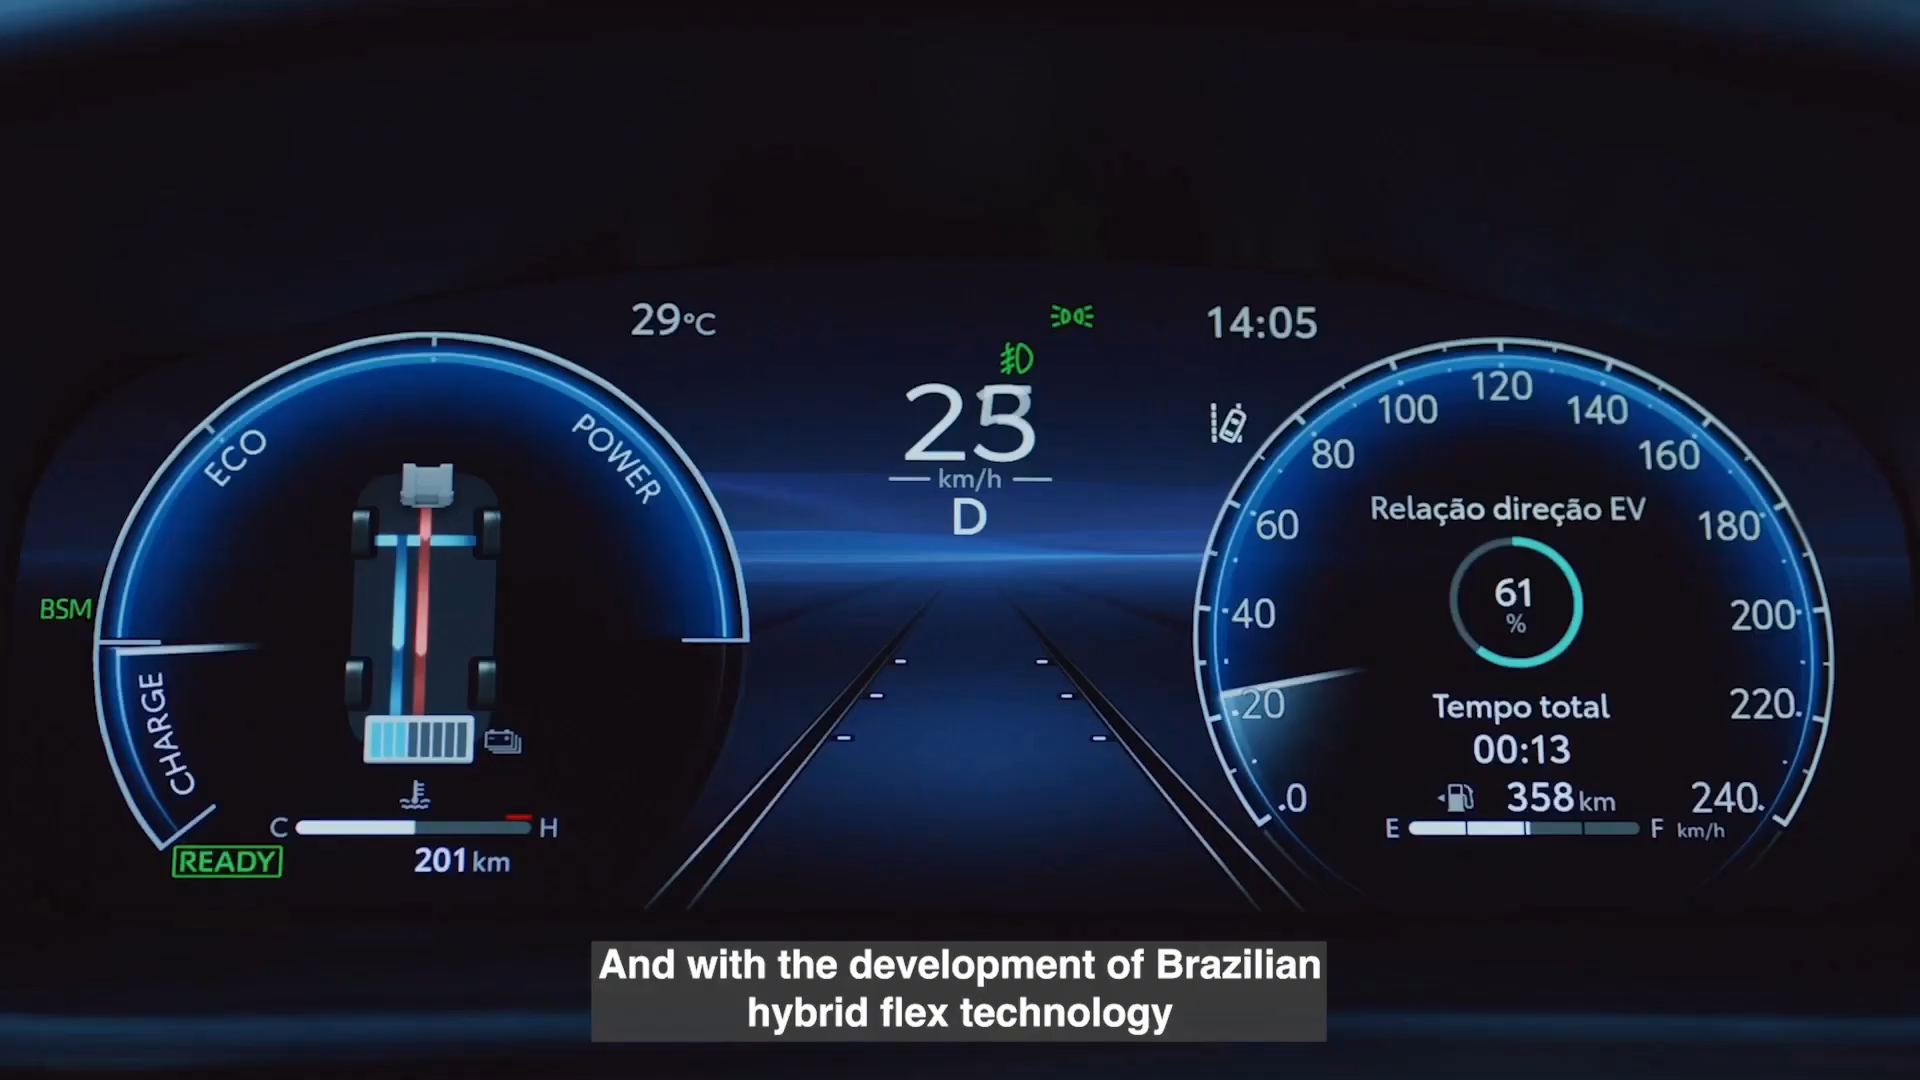 29°C
14:05
km/h
D
ECO
POWER
CHARGE
BSM
C
H
READY
201 km
0
20
40
60
80
100
120
140
160
180
200
220
240
km/h
Relação direção EV
61
%
Tempo total
00:13
358 km
E
F
And with the development of Brazilian
hybrid flex technology